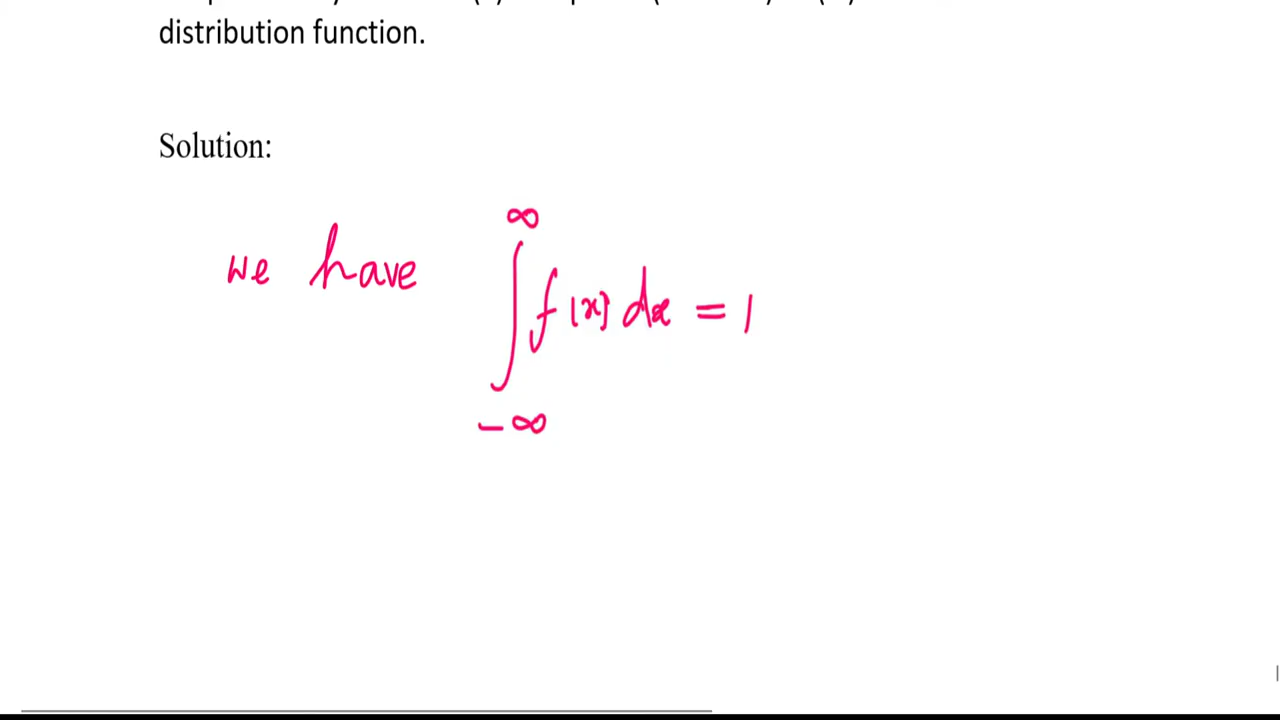 distribution function.
Solution:
we have ∫_{-∞}^{∞} f(x) dx = 1